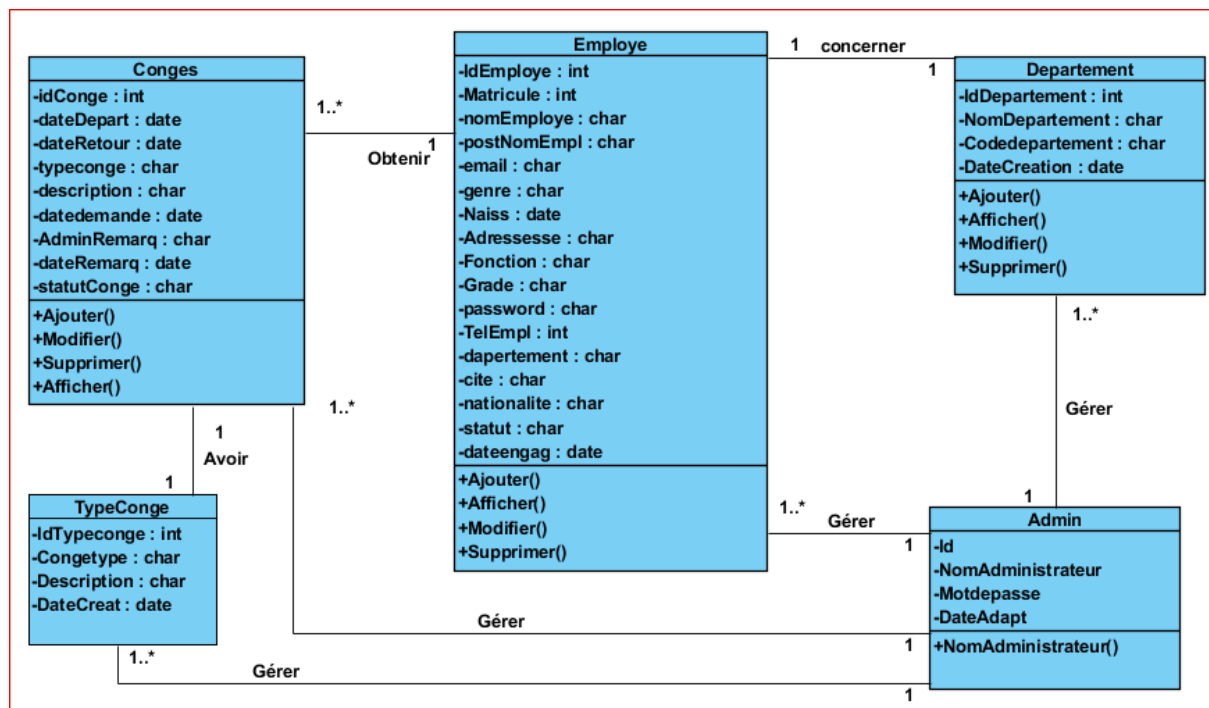 Conges
-idConge : int
-dateDepart : date
-dateRetour : date
-typeconge : char
-description : char
-datedemande : date
-AdminRemarq : char
-dateRemarq : date
-statutConge : char
+Ajouter()
+Modifier()
+Supprimer()
+Afficher()
1..*
1
Obtenir
Employe
-IdEmploye : int
-Matricule : int
-nomEmploye : char
-postNomEmpl : char
-email : char
-genre : char
-Naiss : date
-Adressesse : char
-Fonction : char
-Grade : char
-password : char
-TelEmpl : int
-dapertement : char
-cite : char
-nationalite : char
-statut : char
-dateengag : date
+Ajouter()
+Afficher()
+Modifier()
+Supprimer()
1
concerner
1
Departement
-IdDepartement : int
-NomDepartement : char
-Codedepartement : char
-DateCreation : date
+Ajouter()
+Afficher()
+Modifier()
+Supprimer()
1..*
Gérer
1
1
Avoir
1
1..*
TypeConge
-IdTypeconge : int
-Congetype : char
-Description : char
-DateCreat : date
1..*
Gérer
1
Admin
-Id
-NomAdministrateur
-Motdepasse
-DateAdapt
+NomAdministrateur()
Gérer
1
1..*
Gérer
1